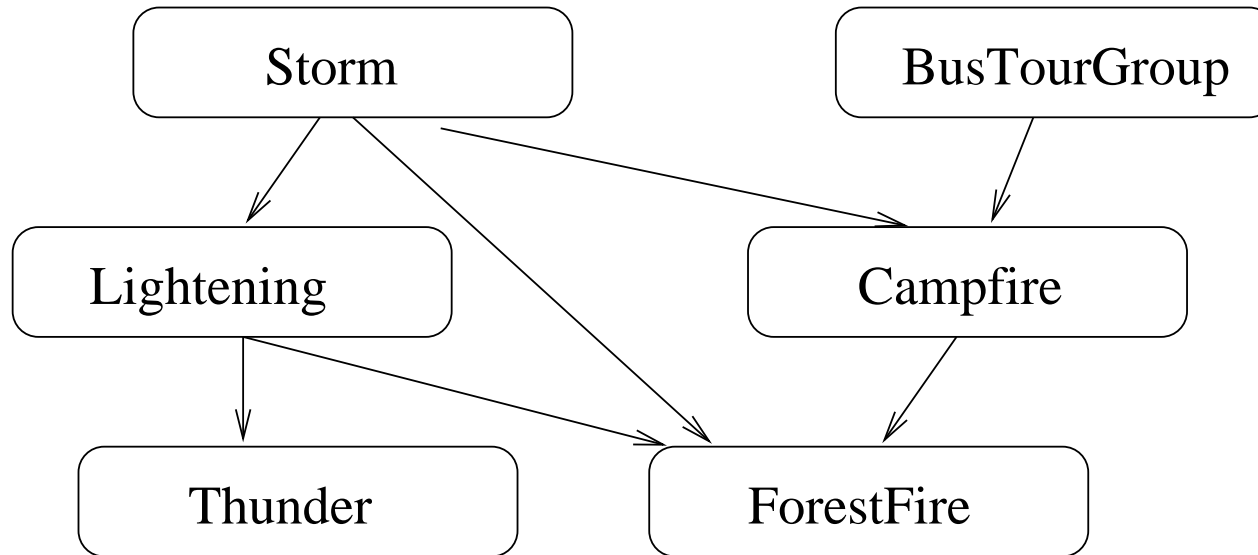 Storm
BusTourGroup
Lightening
Campfire
Thunder
ForestFire